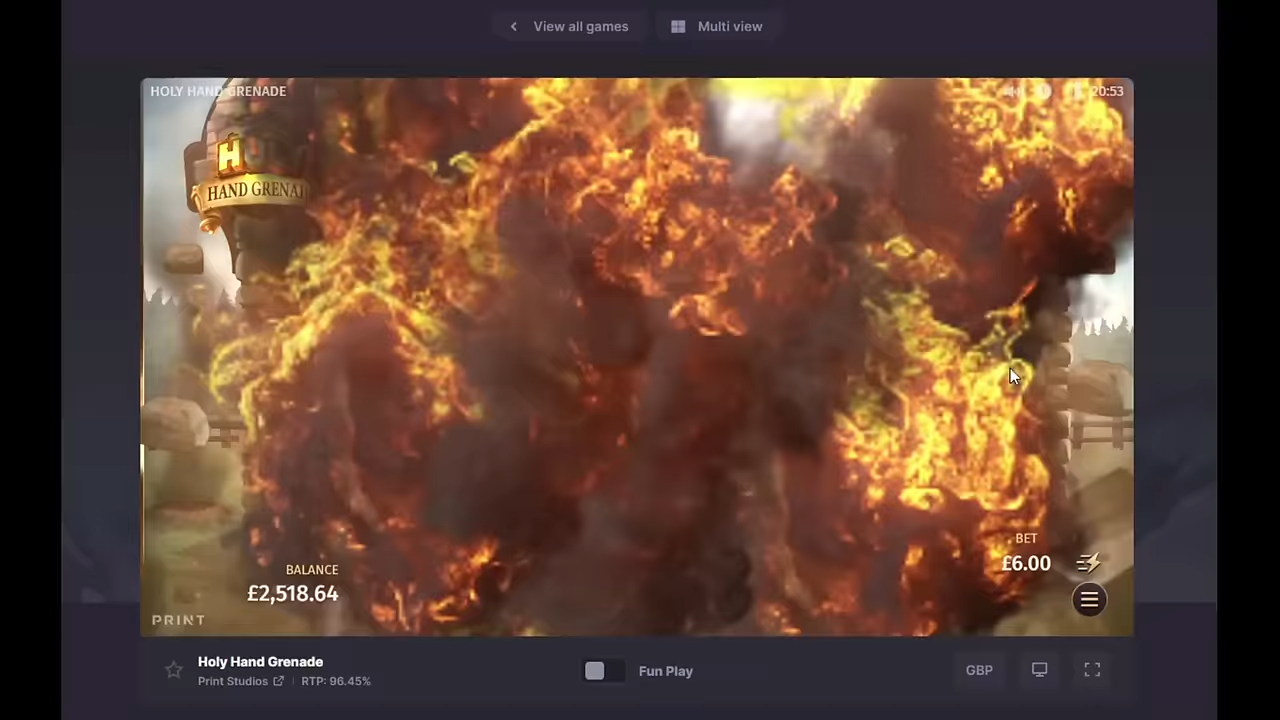 View all games
Multi view
HOLY HAND GRENADE
20:53
HAND GRENA
BALANCE
£2,518.64
BET
£6.00
PRINT
Holy Hand Grenade
Print Studios
RTP: 96.45%
Fun Play
GBP